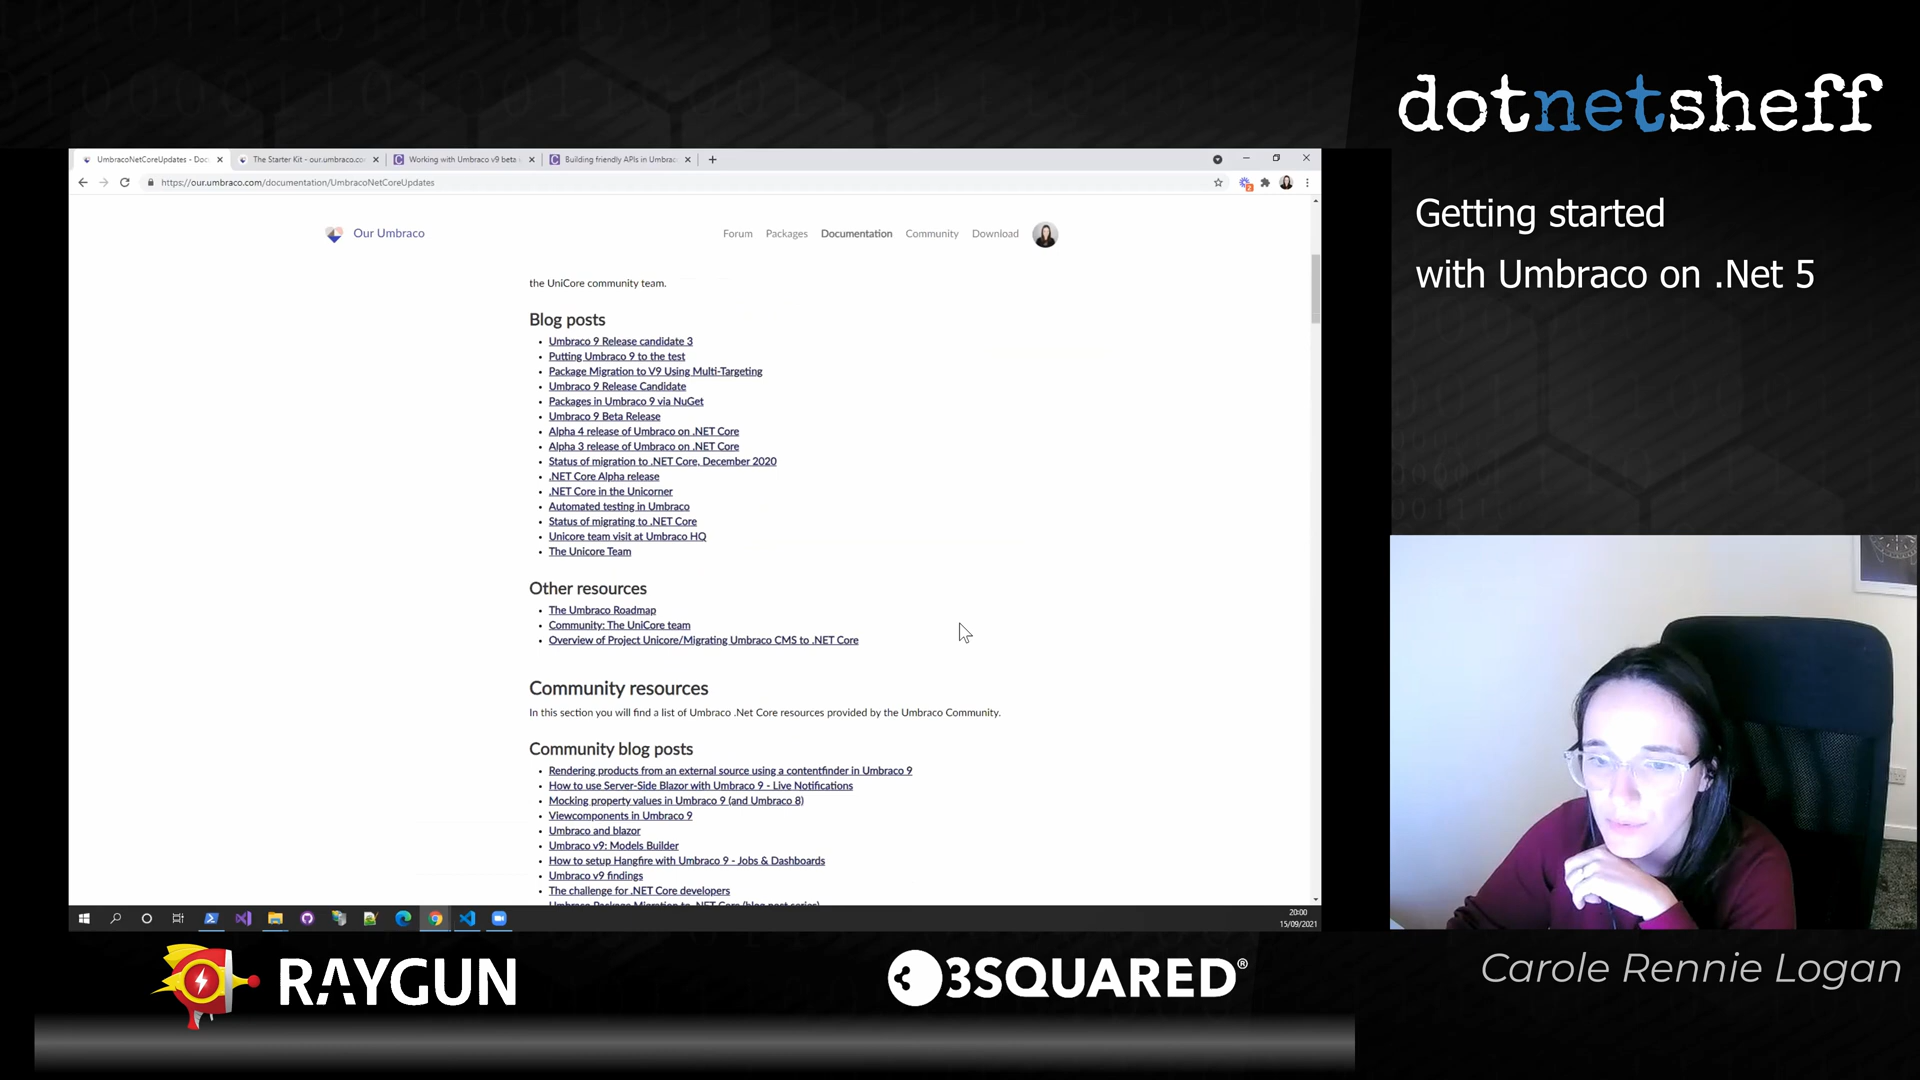 dotnetsheff
Getting started
with Umbraco on .Net 5
UmbracoNetCoreUpdates - Doc
The Starter Kit - our.umbraco.co
Working with Umbraco v9 beta
Building friendly APIs in Umbrac
https://our.umbraco.com/documentation/UmbracoNetCoreUpdates
2
Our Umbraco
Forum
Packages
Documentation
Community
Download
the UniCore community team.
Blog posts
Umbraco 9 Release candidate 3
Putting Umbraco 9 to the test
Package Migration to V9 Using Multi-Targeting
Umbraco 9 Release Candidate
Packages in Umbraco 9 via NuGet
Umbraco 9 Beta Release
Alpha 4 release of Umbraco on .NET Core
Alpha 3 release of Umbraco on .NET Core
Status of migration to .NET Core, December 2020
.NET Core Alpha release
.NET Core in the Unicorner
Automated testing in Umbraco
Status of migrating to .NET Core
Unicore team visit at Umbraco HQ
The Unicore Team
Other resources
The Umbraco Roadmap
Community: The UniCore team
Overview of Project Unicore/Migrating Umbraco CMS to .NET Core
Community resources
In this section you will find a list of Umbraco .Net Core resources provided by the Umbraco Community.
Community blog posts
Rendering products from an external source using a contentfinder in Umbraco 9
How to use Server-Side Blazor with Umbraco 9 - Live Notifications
Mocking property values in Umbraco 9 (and Umbraco 8)
Viewcomponents in Umbraco 9
Umbraco and blazor
Umbraco v9: Models Builder
How to setup Hangfire with Umbraco 9 - Jobs & Dashboards
Umbraco v9 findings
The challenge for .NET Core developers
Umbraco Package Migration to .NET Core (blog post series)
20:00
15/09/2021
RAYGUN
3SQUARED®
Carole Rennie Logan